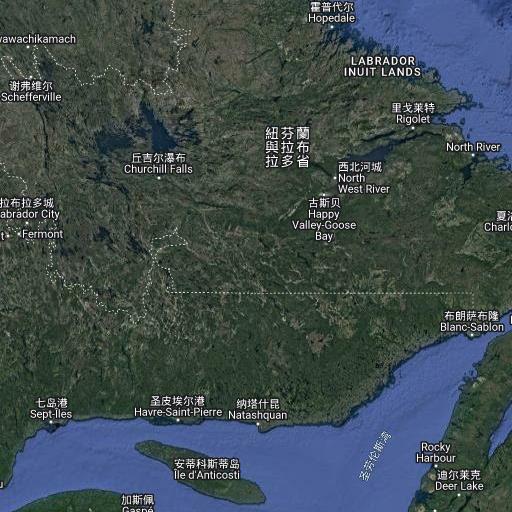 霍普代尔
Hopedale
awachikamach
LABRADOR
INUIT LANDS
谢弗维尔
Schefferville
里戈莱特
Rigolet
紐芬蘭
與拉布
拉多省
North River
丘吉尔瀑布
Churchill Falls
西北河城
North
West River
古斯贝
Happy
Valley-Goose
Bay
拉布拉多城
abrador City
Fermont
布朗萨布隆
Blanc-Sablon
七岛港
Sept-Îles
圣皮埃尔港
Havre-Saint-Pierre
纳塔什昆
Natashquan
圣劳伦斯湾
安蒂科斯蒂岛
Île d'Anticosti
Rocky
Harbour
迪尔莱克
Deer Lake
加斯佩
Gaspé